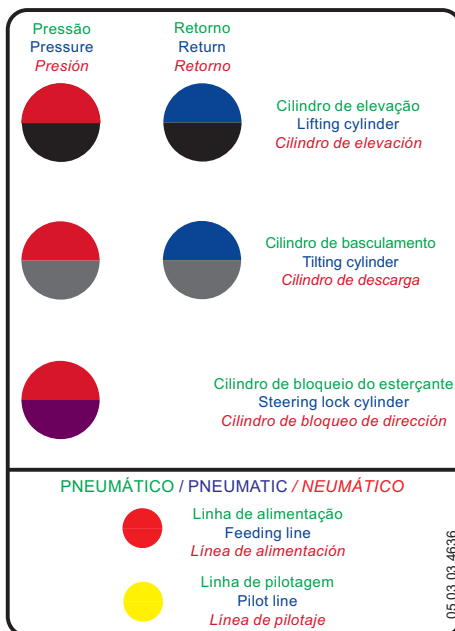 Pressão
Pressure
Presión
Retorno
Return
Retorno
Cilindro de elevação
Lifting cylinder
Cilindro de elevación
Cilindro de basculamento
Tilting cylinder
Cilindro de descarga
Cilindro de bloqueio do esterçante
Steering lock cylinder
Cilindro de bloqueo de dirección
PNEUMÁTICO / PNEUMATIC / NEUMÁTICO
Linha de alimentação
Feeding line
Línea de alimentación
Linha de pilotagem
Pilot line
Línea de pilotaje
05.03.03.4636